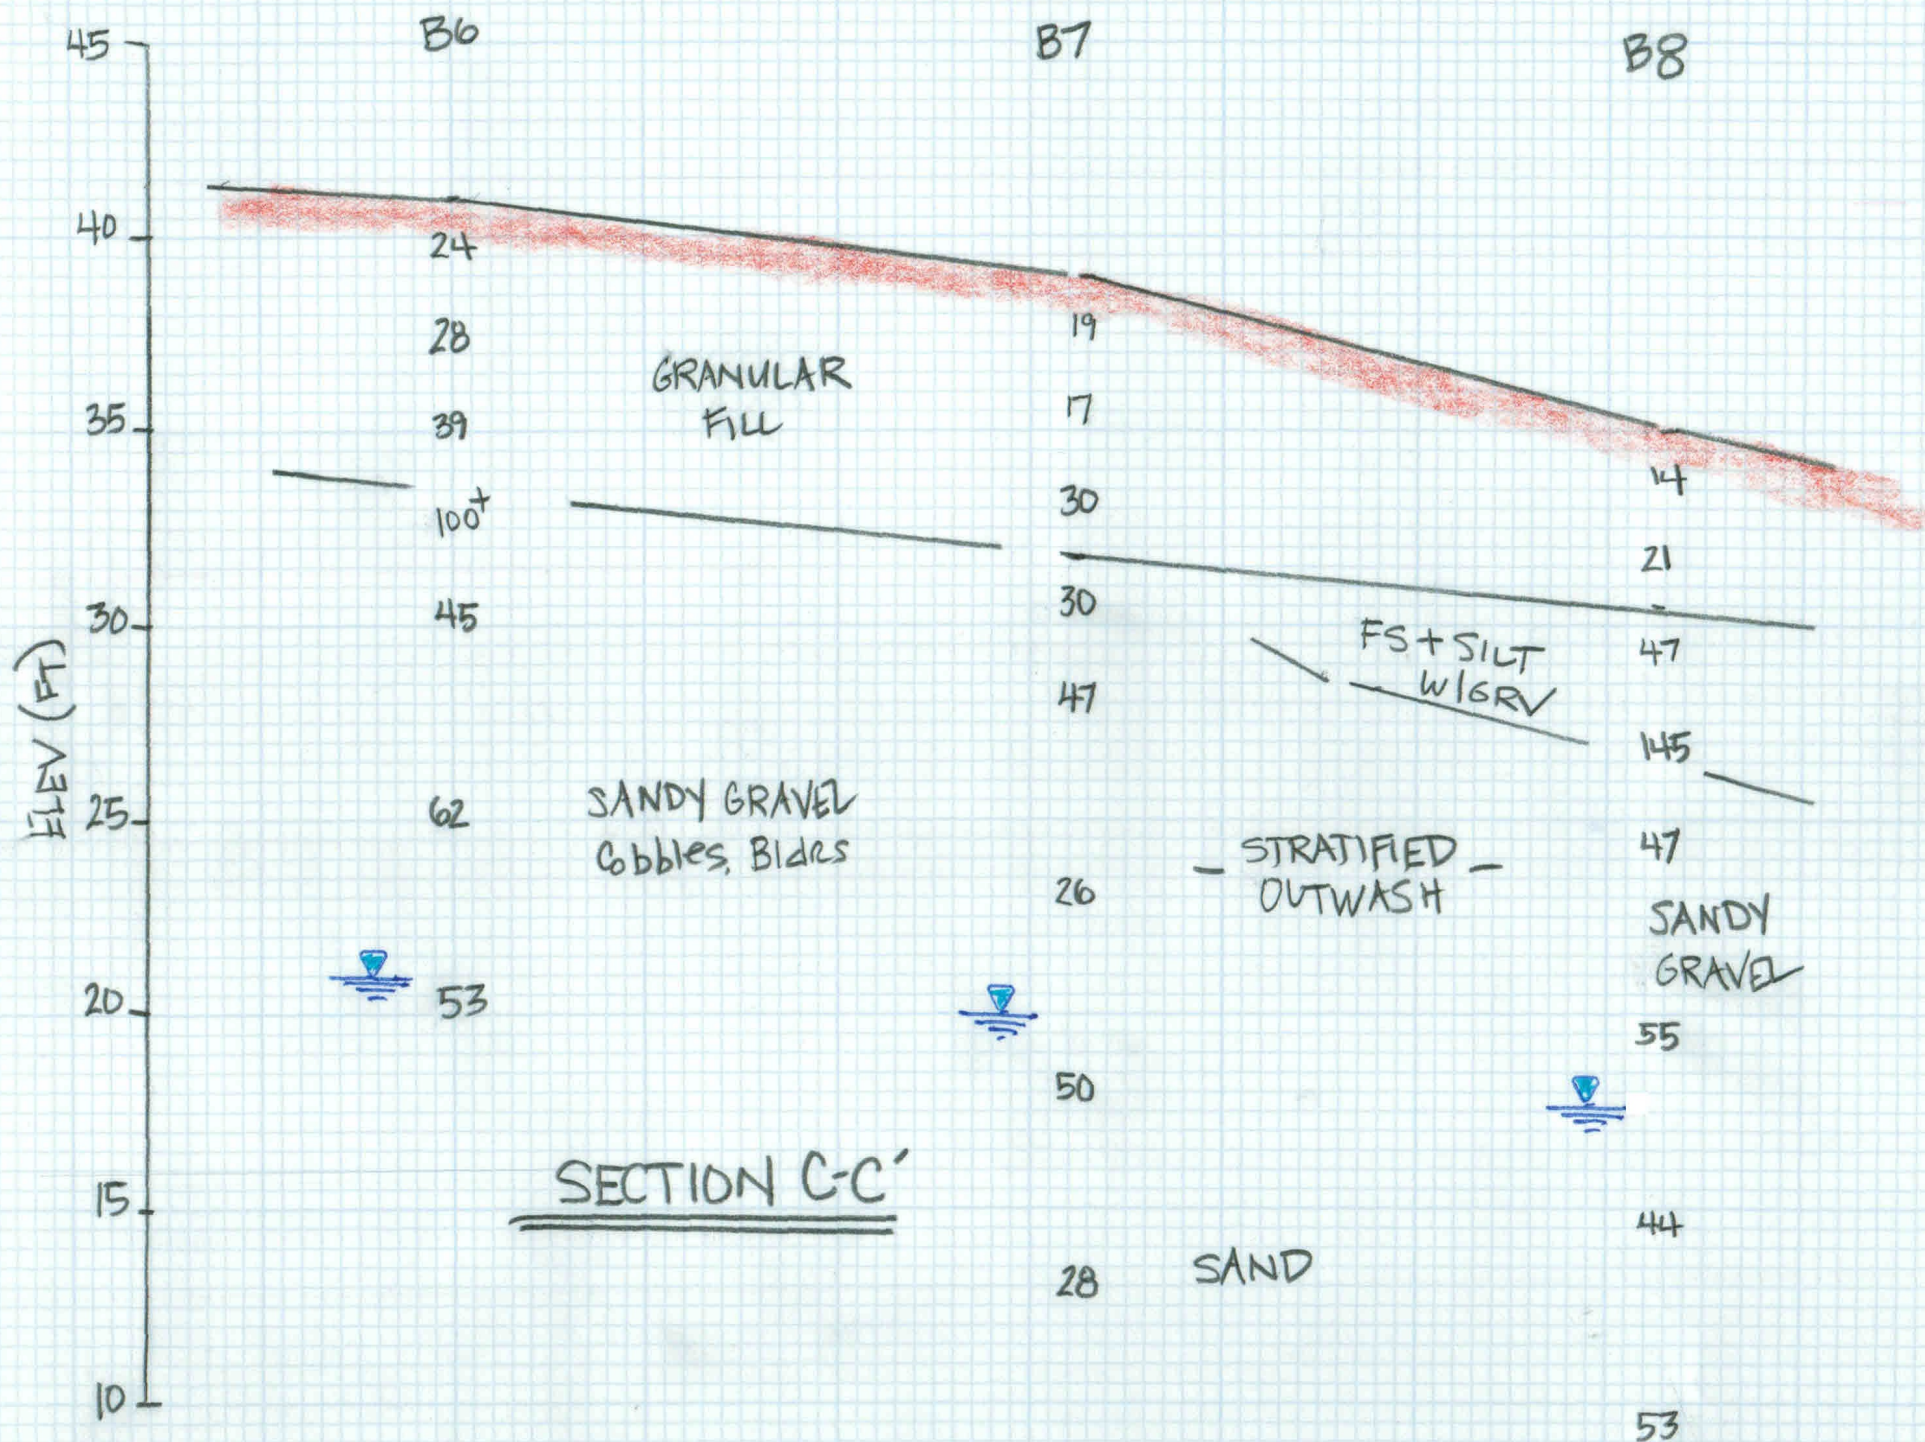 B6
B7
B8
45
40
35
30
25
20
15
10
ELEV (FT)
24
28
39
100+
45
62
53
GRANULAR
FILL
SANDY GRAVEL
Cobbles, Bldrs
SECTION C-C'
19
17
30
30
47
26
50
28
FS + SILT
W/GRV
- STRATIFIED -
OUTWASH
SAND
14
21
47
145
47
SANDY
GRAVEL
55
44
53